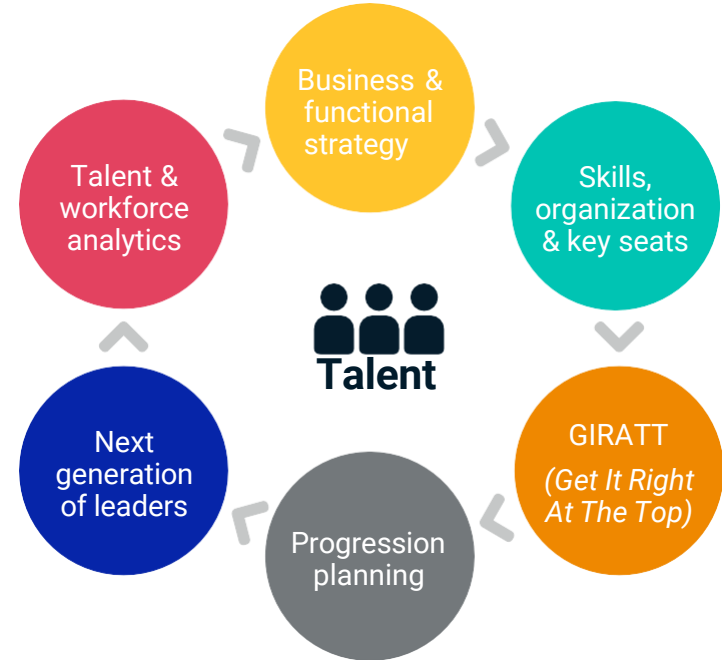 Business &
functional
strategy
Skills,
organization
& key seats
GIRATT
(Get It Right
At The Top)
Progression
planning
Next
generation
of leaders
Talent &
workforce
analytics
Talent